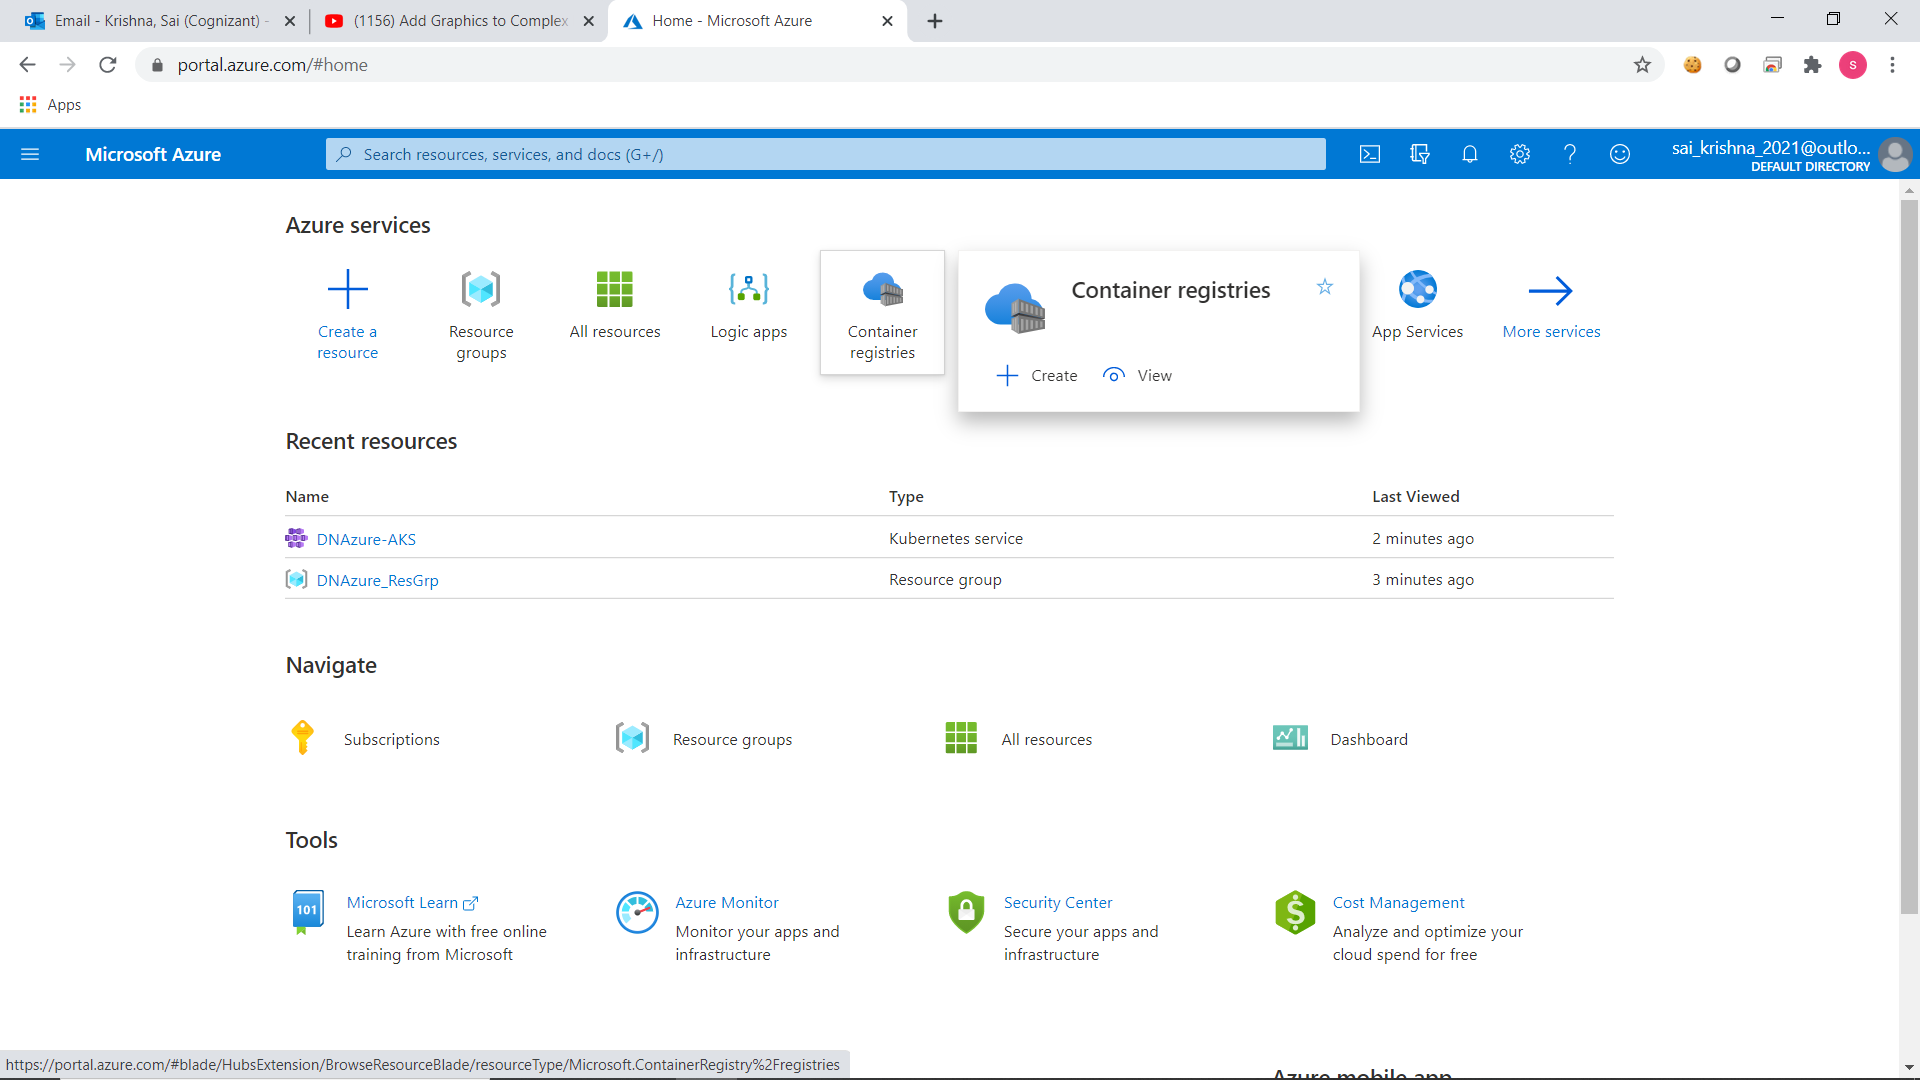 Email - Krishna, Sai (Cognizant) -
(1156) Add Graphics to Complex
Home - Microsoft Azure
portal.azure.com/#home
S
Apps
Microsoft Azure
Search resources, services, and docs (G+/)
sai_krishna_2021@outlo...
DEFAULT DIRECTORY
Azure services
Create a
resource
Resource
groups
All resources
Logic apps
Container
registries
Container registries
Create
View
App Services
More services
Recent resources
Name
Type
Last Viewed
DNAzure-AKS
Kubernetes service
2 minutes ago
DNAzure_ResGrp
Resource group
3 minutes ago
Navigate
Subscriptions
Resource groups
All resources
Dashboard
Tools
101
Microsoft Learn
Learn Azure with free online
training from Microsoft
Azure Monitor
Monitor your apps and
infrastructure
Security Center
Secure your apps and
infrastructure
Cost Management
Analyze and optimize your
cloud spend for free
https://portal.azure.com/#blade/HubsExtension/BrowseResourceBlade/resourceType/Microsoft.ContainerRegistry%2Fregistries
Azure mobile app